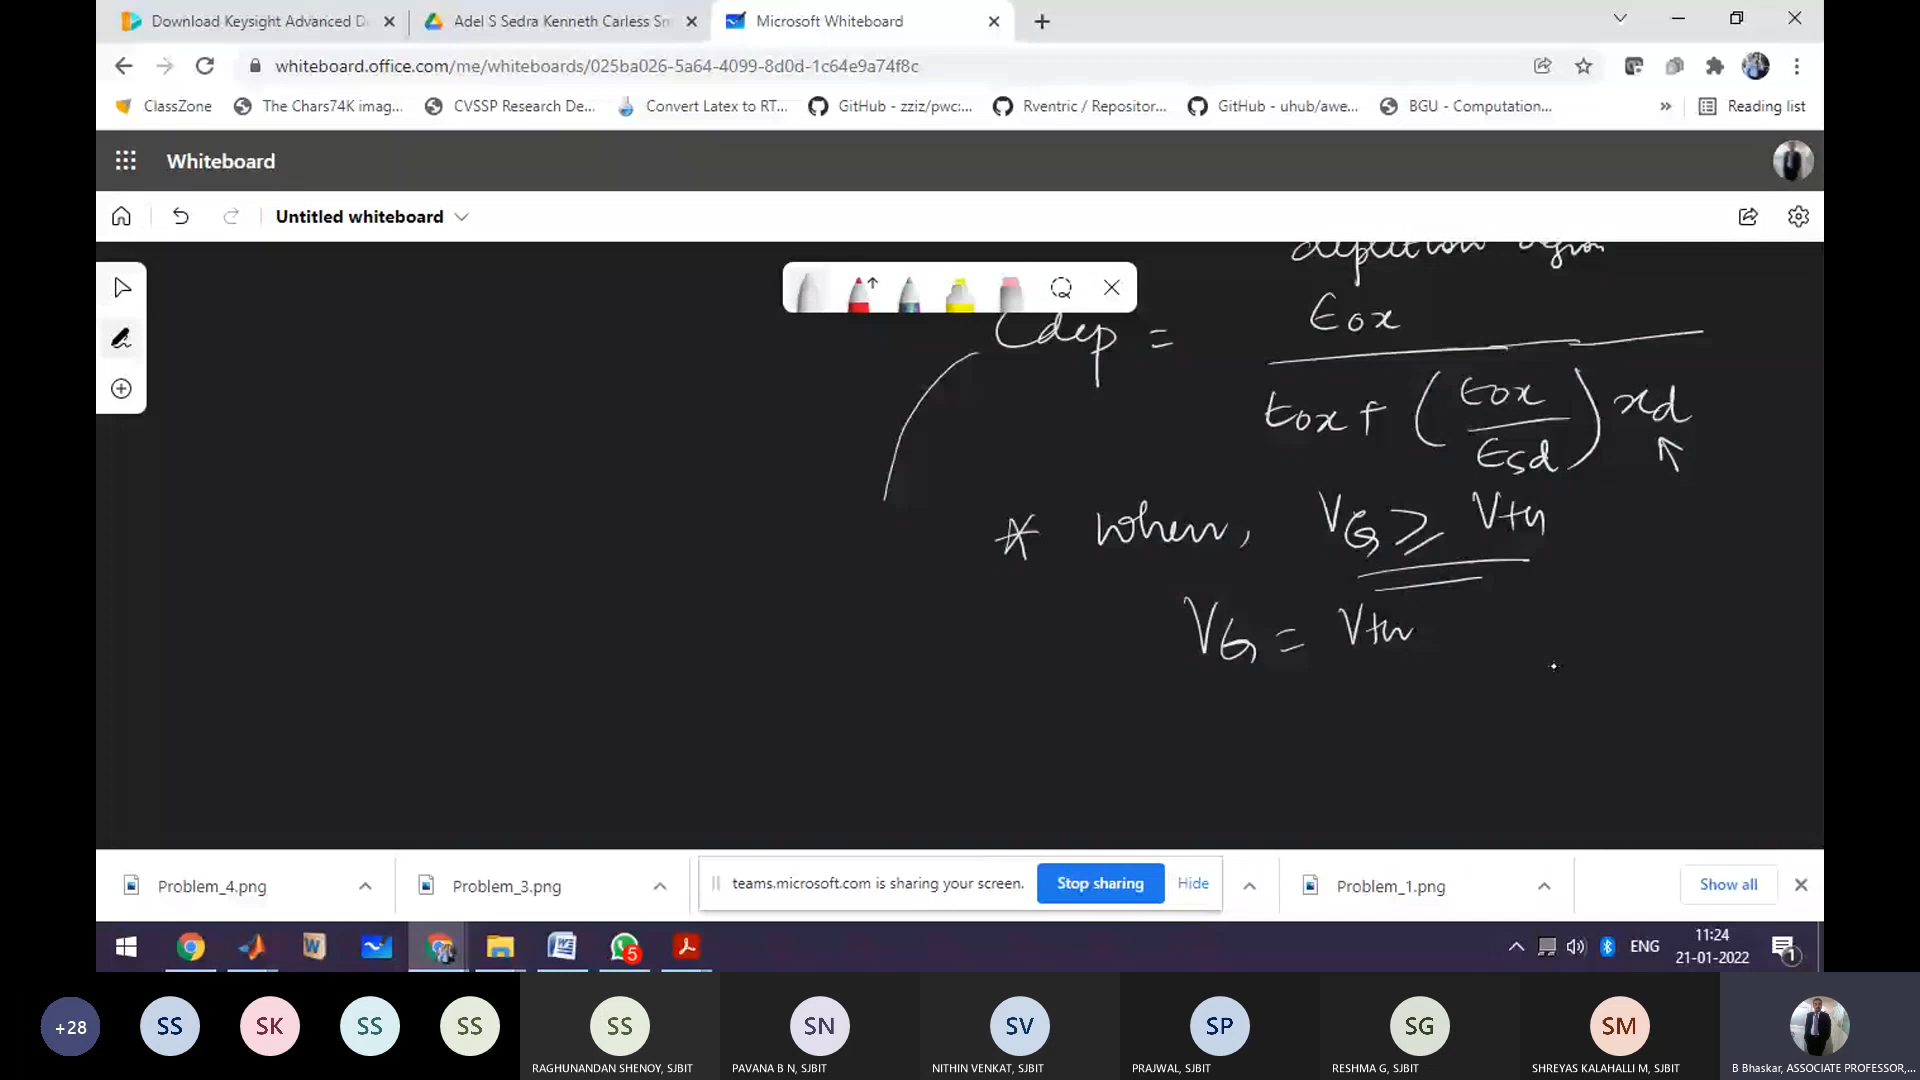 Download Keysight Advanced D
Adel S Sedra Kenneth Carless Sm
Microsoft Whiteboard
whiteboard.office.com/me/whiteboards/025ba026-5a64-4099-8d0d-1c64e9a74f8c
ClassZone
The Chars74K imag...
CVSSP Research De...
Convert Latex to RT...
GitHub - zziz/pwc:...
Rventric / Repositor...
GitHub - uhub/awe...
BGU - Computation...
»
Reading list
Whiteboard
Untitled whiteboard
depletion region
Cdep =
ϵox
tox + (ϵox/ϵsd) xd
* when, VG ≥ Vth
VG = Vth
Problem_4.png
Problem_3.png
teams.microsoft.com is sharing your screen.
Stop sharing
Hide
Problem_1.png
Show all
5
ENG
11:24
21-01-2022
1
+28
SS
SK
SS
SS
SS
RAGHUNANDAN SHENOY, SJBIT
SN
PAVANA B N, SJBIT
SV
NITHIN VENKAT, SJBIT
SP
PRAJWAL, SJBIT
SG
RESHMA G, SJBIT
SM
SHREYAS KALAHALLI M, SJBIT
B Bhaskar, ASSOCIATE PROFESSOR,...